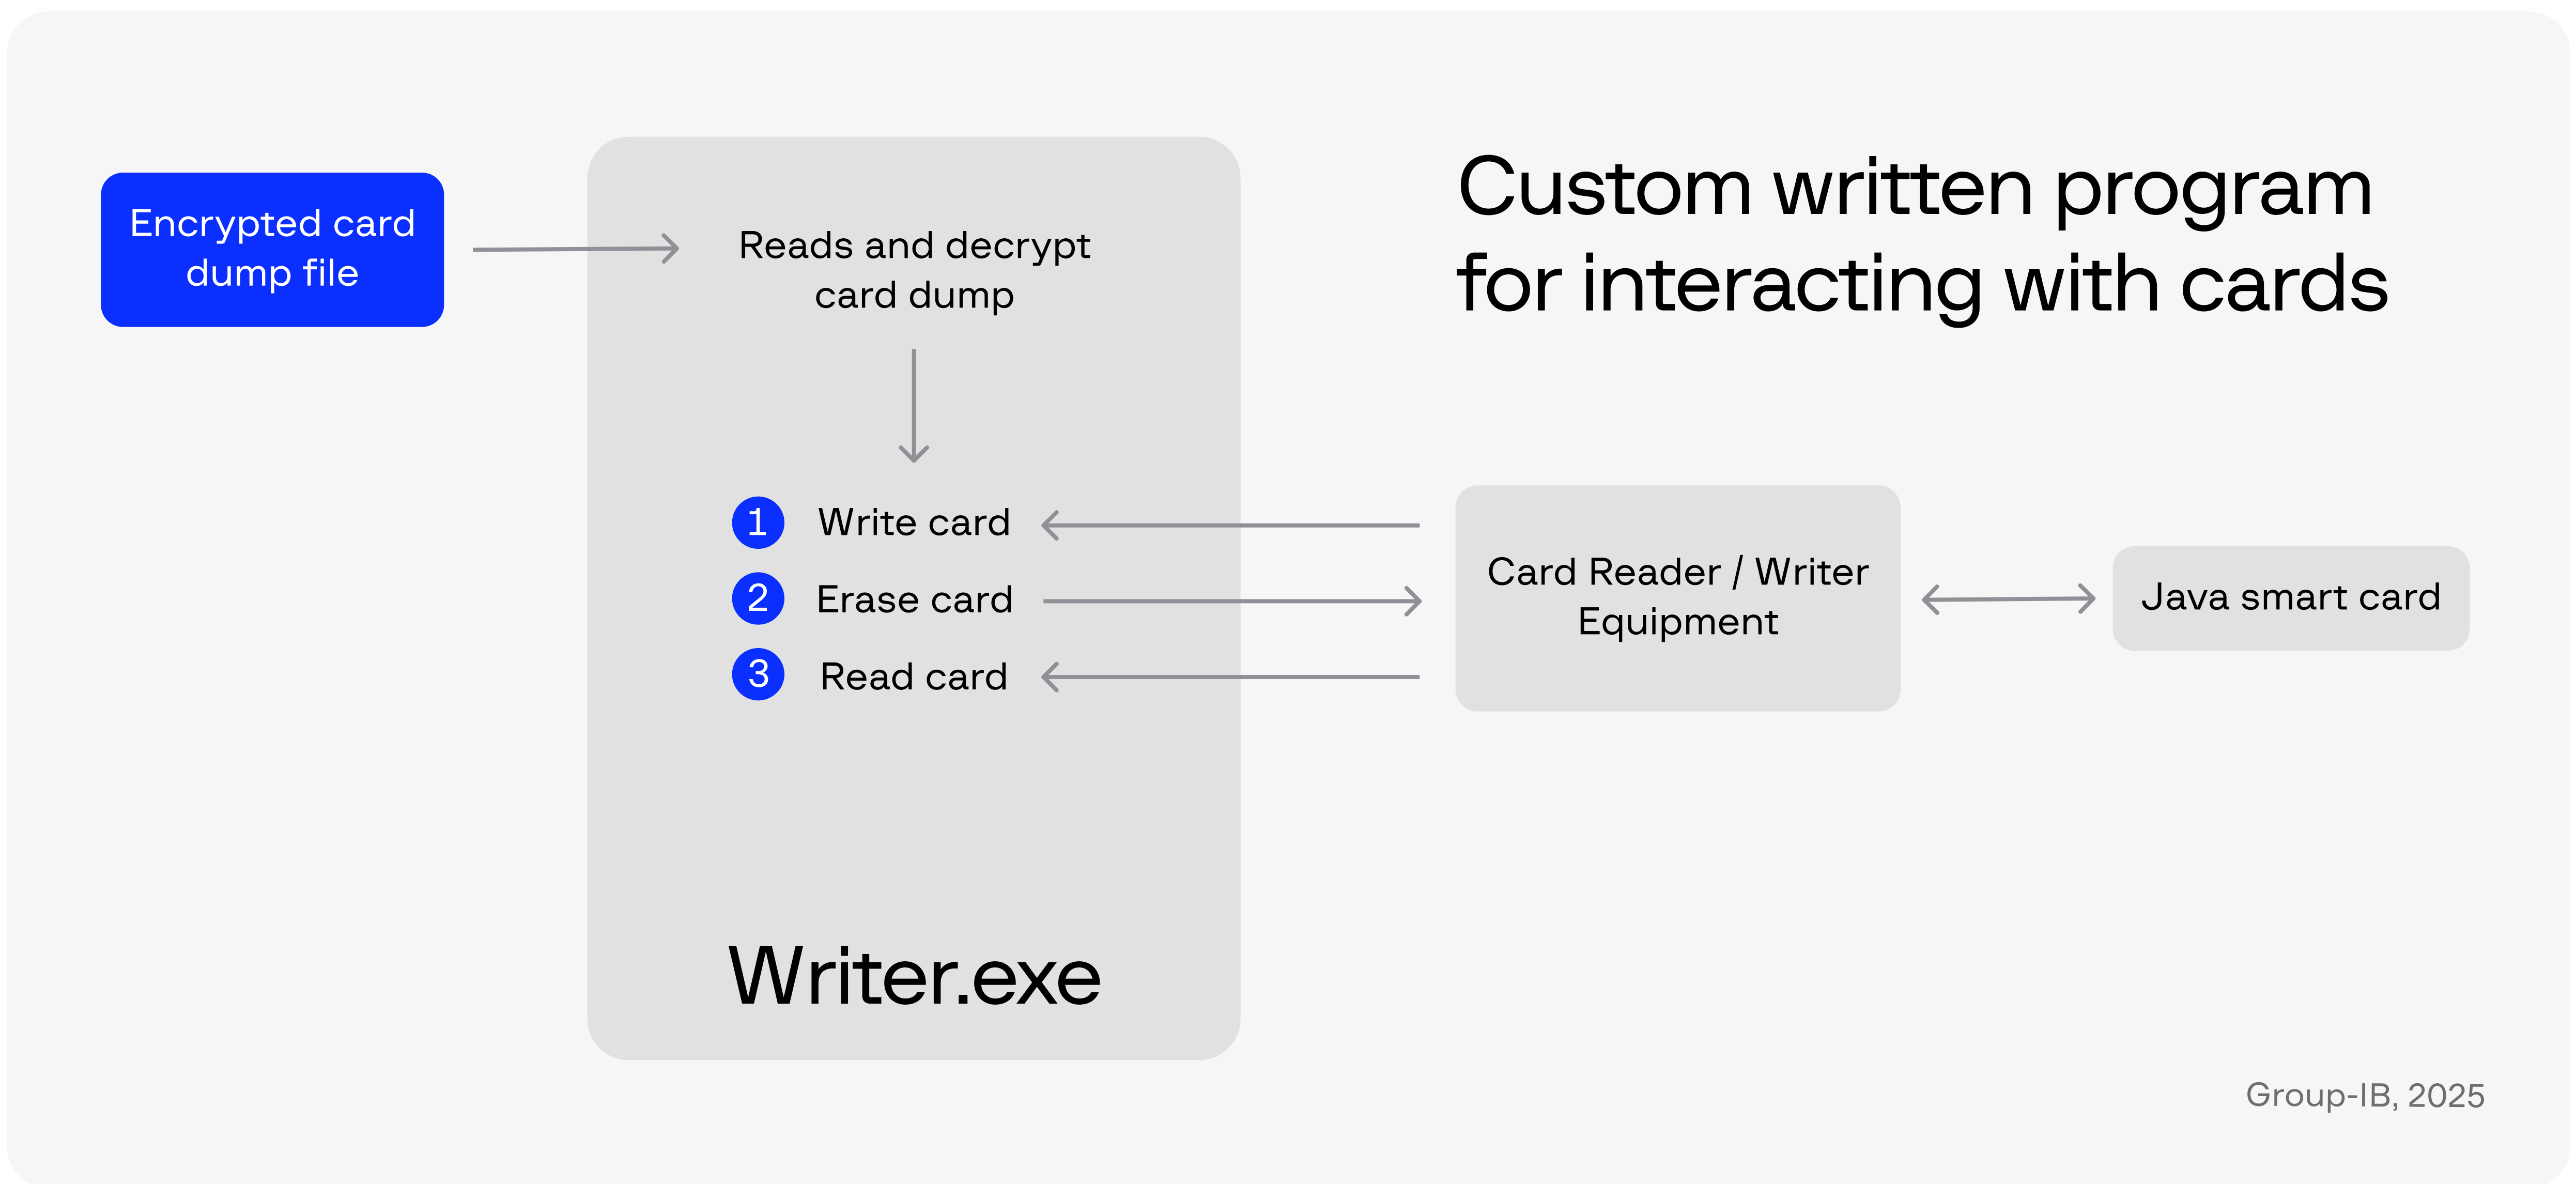 Encrypted card
dump file
Reads and decrypt
card dump
1 Write card
2 Erase card
3 Read card
Writer.exe
Custom written program
for interacting with cards
Card Reader / Writer
Equipment
Java smart card
Group-IB, 2025